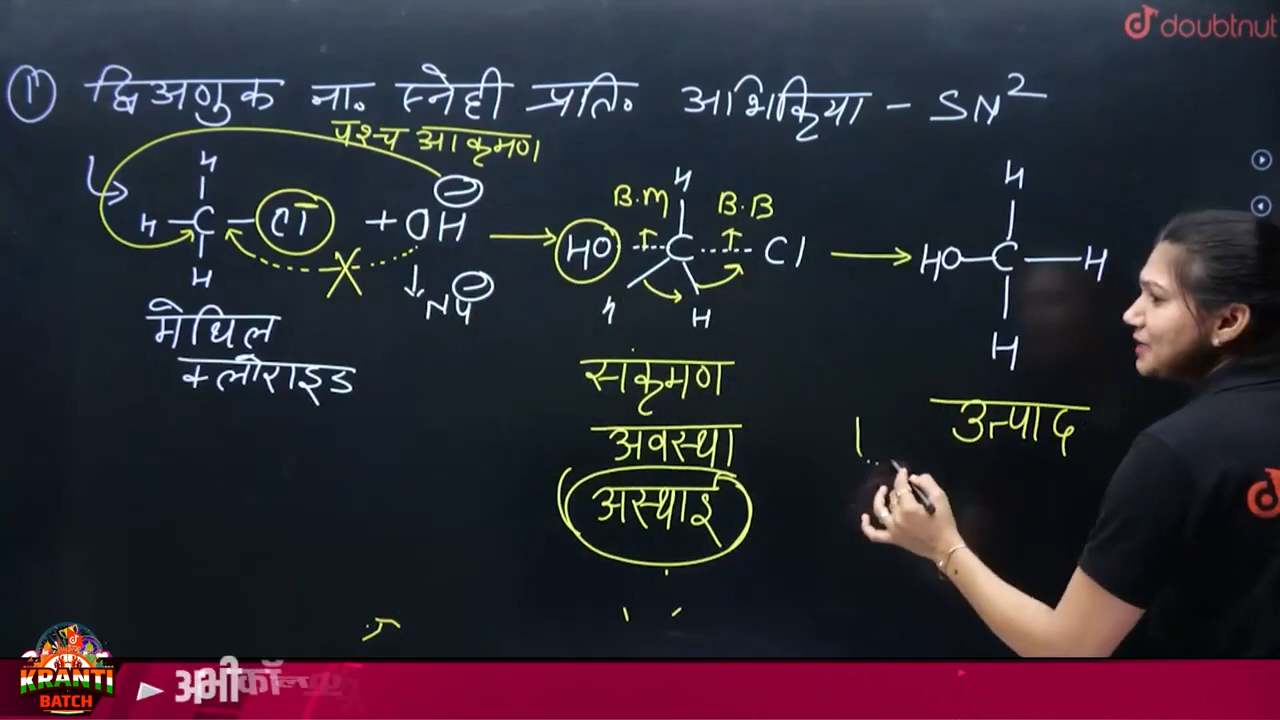 doubtnut
① द्विअणुक ना. स्नेही प्रति. अभिक्रिया - SN²
पश्च आक्रमण
H
H - C - Cl + OH ⊖
H
Nu ⊖
मेथिल
क्लोराइड
B.M B.B
H
HO C Cl
H H
संक्रमण
अवस्था
अस्थाई
H
HO - C - H
H
उत्पाद
KRANTI
BATCH
अभी कॉल